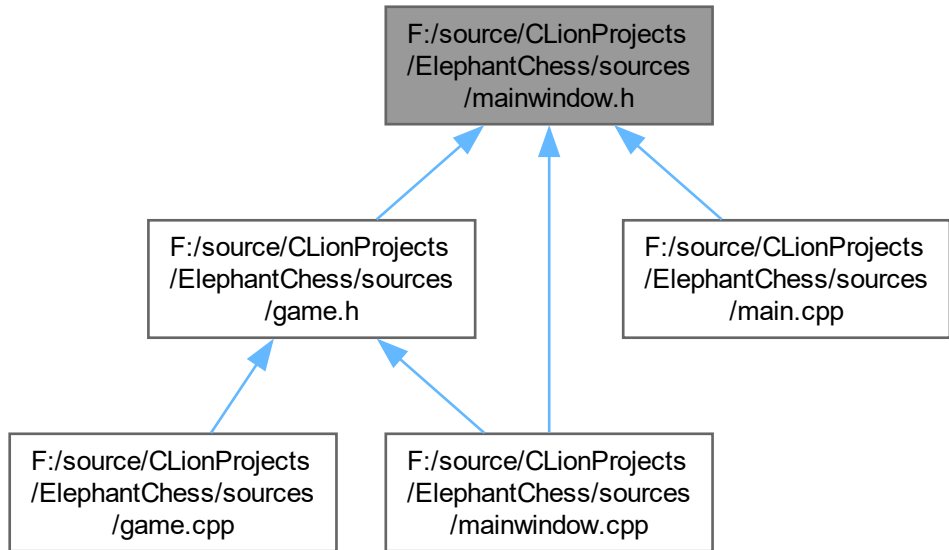 F:/source/CLionProjects
/ElephantChess/sources
/mainwindow.h
F:/source/CLionProjects
/ElephantChess/sources
/game.h
F:/source/CLionProjects
/ElephantChess/sources
/main.cpp
F:/source/CLionProjects
/ElephantChess/sources
/game.cpp
F:/source/CLionProjects
/ElephantChess/sources
/mainwindow.cpp